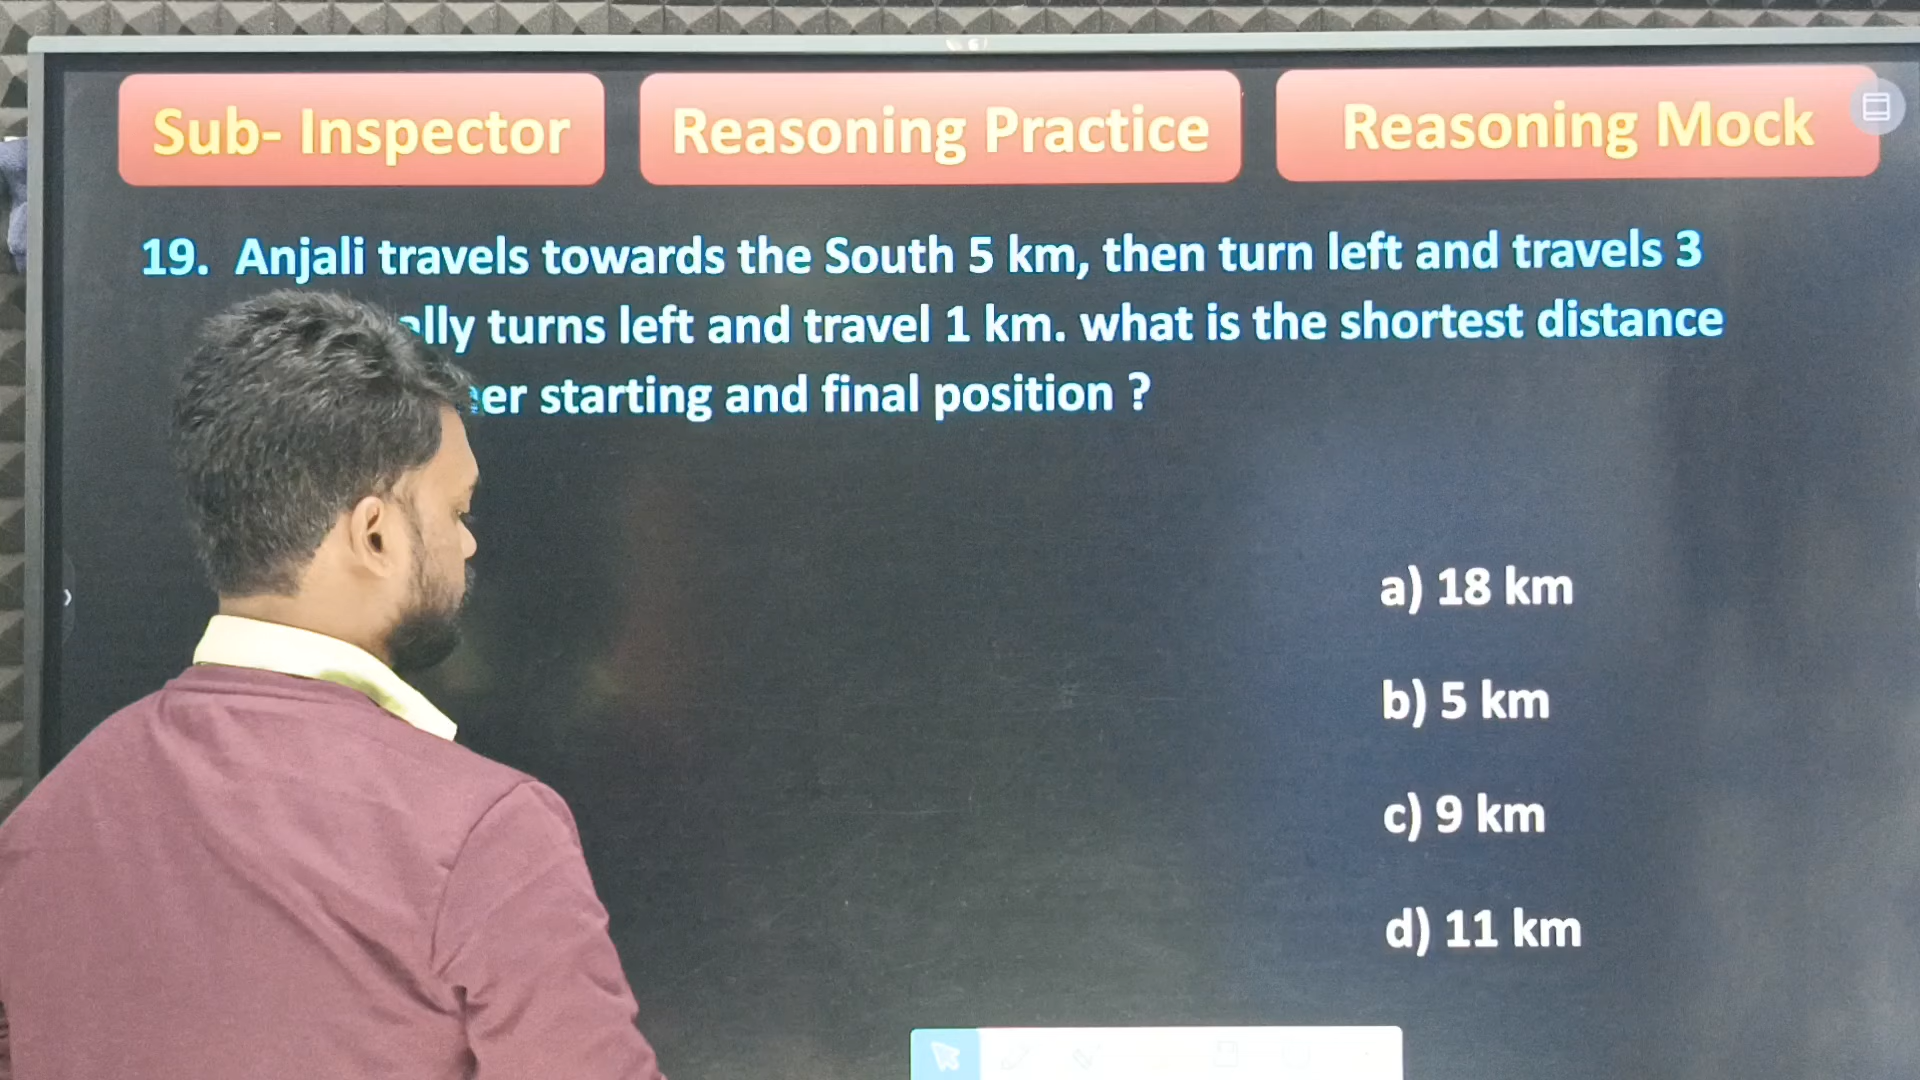 Sub- Inspector
Reasoning Practice
Reasoning Mock
19. Anjali travels towards the South 5 km, then turn left and travels 3
turns left and travel 1 km. what is the shortest distance
starting and final position ?
a) 18 km
b) 5 km
c) 9 km
d) 11 km